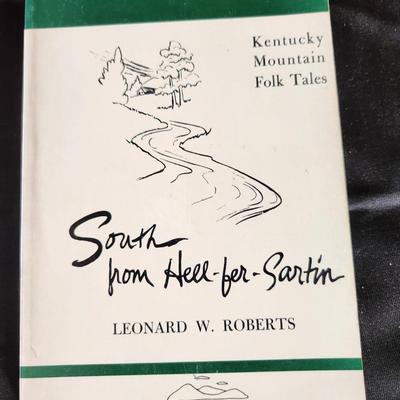 Kentucky
Mountain
Folk Tales
South
from Hell-fer-Sartin
LEONARD W. ROBERTS